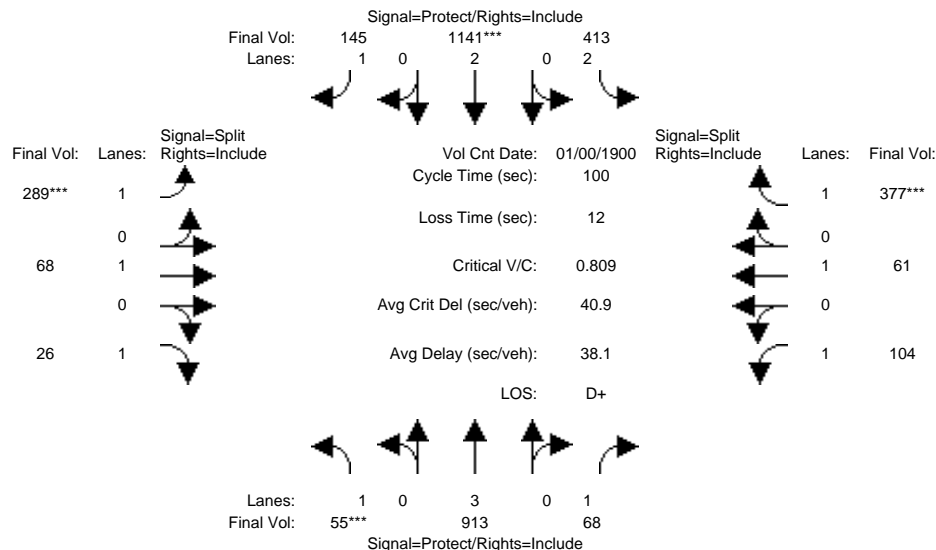 Signal=Protect/Rights=Include
Final Vol: 145 1141*** 413
Lanes: 1 0 2 0 2
Signal=Split Signal=Split
Final Vol: Lanes: Rights=Include Vol Cnt Date: 01/00/1900 Rights=Include Lanes: Final Vol:
Cycle Time (sec): 100
289*** 1 1 377***
Loss Time (sec): 12
0 0
68 1 Critical V/C: 0.809 1 61
0 Avg Crit Del (sec/veh): 40.9 0
26 1 Avg Delay (sec/veh): 38.1 1 104
LOS: D+
Lanes: 1 0 3 0 1
Final Vol: 55*** 913 68
Signal=Protect/Rights=Include